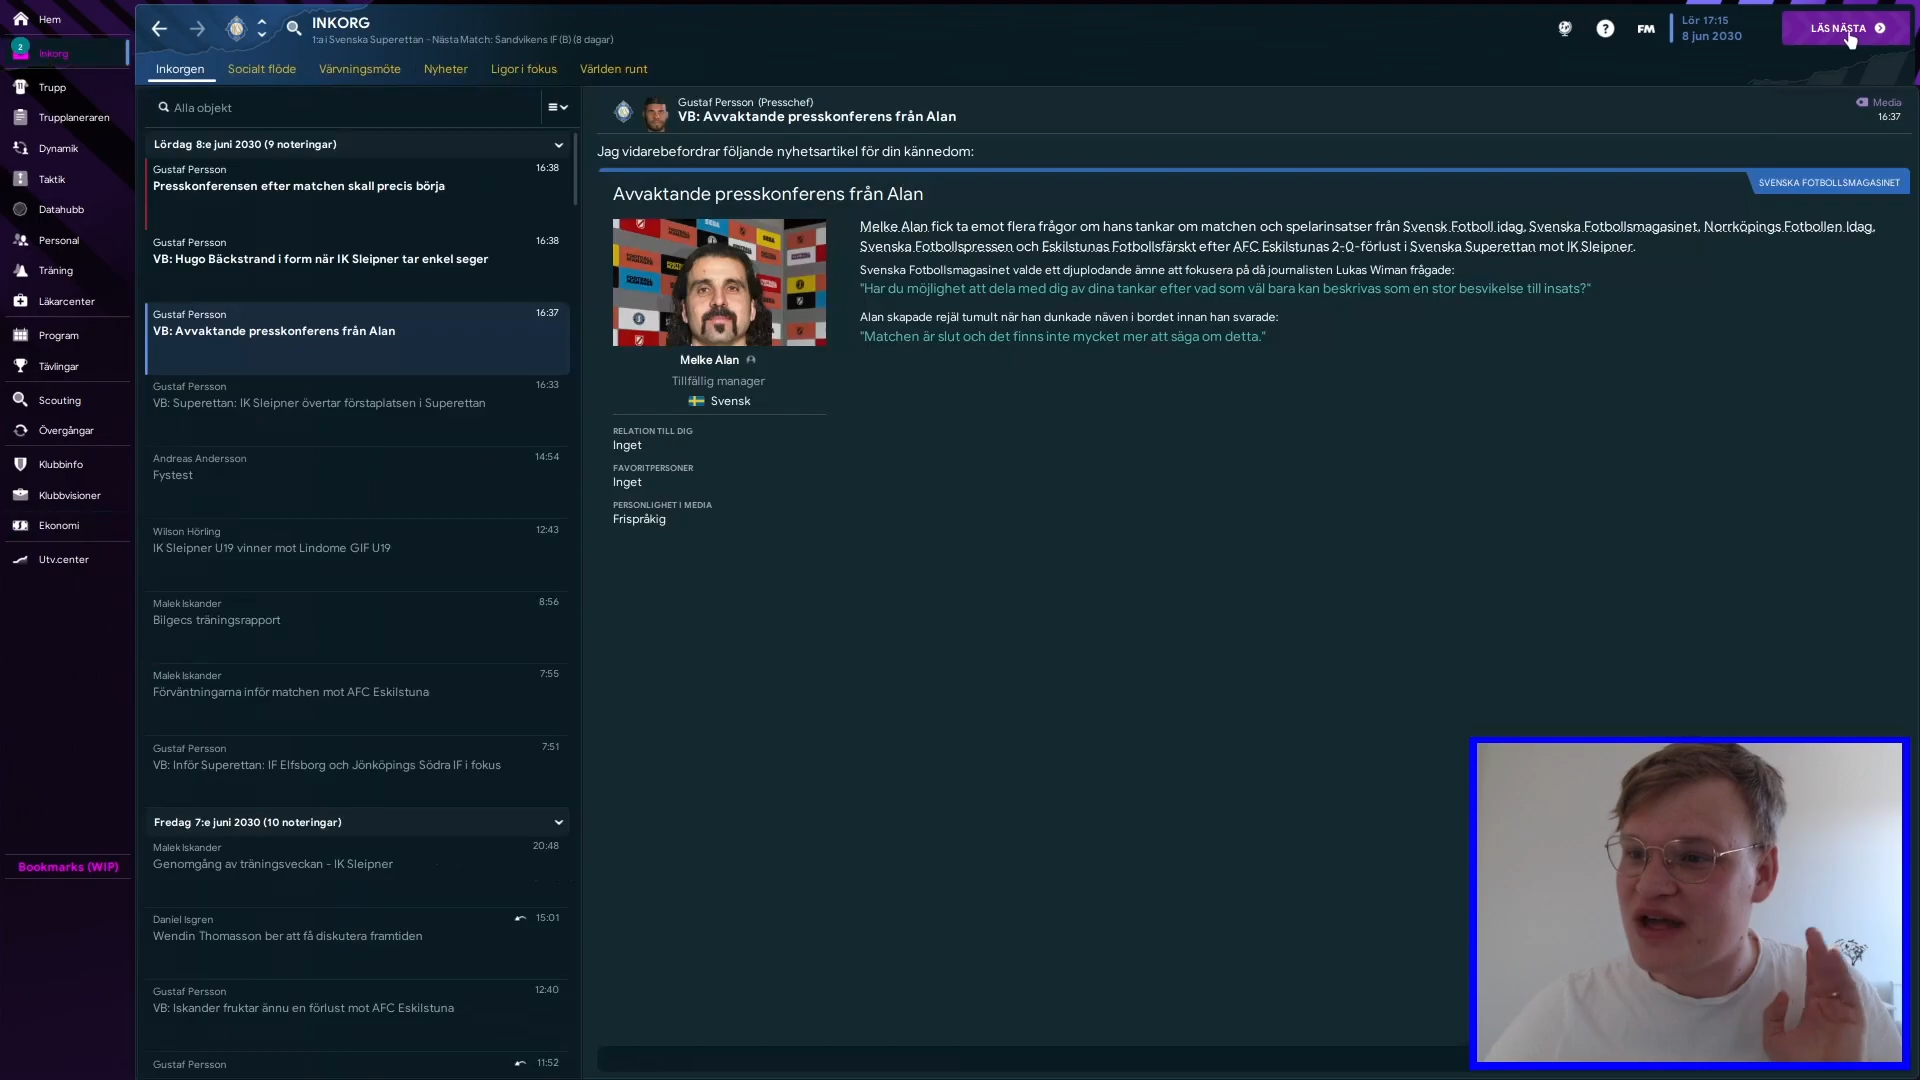 Hem
2
Inkorg
Trupp
Trupplaneraren
Dynamik
Taktik
Datahubb
Personal
Träning
Läkarcenter
Program
Tävlingar
Scouting
Övergångar
Klubbinfo
Klubbvisioner
Ekonomi
Utv.center
Bookmarks (WIP)
INKORG
1:a i Svenska Superettan - Nästa Match: Sandvikens IF (B) (8 dagar)
FM
Lör 17:15
8 jun 2030
LÄS NÄSTA
Inkorgen
Socialt flöde
Värvningsmöte
Nyheter
Ligor i fokus
Världen runt
Alla objekt
Lördag 8:e juni 2030 (9 noteringar)
Gustaf Persson 16:38
Presskonferensen efter matchen skall precis börja
Gustaf Persson 16:38
VB: Hugo Bäckstrand i form när IK Sleipner tar enkel seger
Gustaf Persson 16:37
VB: Avvaktande presskonferens från Alan
Gustaf Persson 16:33
VB: Superettan: IK Sleipner övertar förstaplatsen i Superettan
Andreas Andersson 14:54
Fystest
Wilson Hörling 12:43
IK Sleipner U19 vinner mot Lindome GIF U19
Malek Iskander 8:56
Bilgecs träningsrapport
Malek Iskander 7:55
Förväntningarna inför matchen mot AFC Eskilstuna
Gustaf Persson 7:51
VB: Inför Superettan: IF Elfsborg och Jönköpings Södra IF i fokus
Fredag 7:e juni 2030 (10 noteringar)
Malek Iskander 20:48
Genomgång av träningsveckan - IK Sleipner
Daniel Isgren 15:01
Wendin Thomasson ber att få diskutera framtiden
Gustaf Persson 12:40
VB: Iskander fruktar ännu en förlust mot AFC Eskilstuna
Gustaf Persson 11:52
Gustaf Persson (Presschef)
VB: Avvaktande presskonferens från Alan
Media
16:37
Jag vidarebefordrar följande nyhetsartikel för din kännedom:
SVENSKA FOTBOLLSMAGASINET
Avvaktande presskonferens från Alan
Melke Alan
Tillfällig manager
Svensk
RELATION TILL DIG
Inget
FAVORITPERSONER
Inget
PERSONLIGHET I MEDIA
Frispråkig
Melke Alan fick ta emot flera frågor om hans tankar om matchen och spelarinsatser från Svensk Fotboll idag, Svenska Fotbollsmagasinet, Norrköpings Fotbollen Idag,
Svenska Fotbollspressen och Eskilstunas Fotbollsfärskt efter AFC Eskilstunas 2-0-förlust i Svenska Superettan mot IK Sleipner.
Svenska Fotbollsmagasinet valde ett djuplodande ämne att fokusera på då journalisten Lukas Wiman frågade:
"Har du möjlighet att dela med dig av dina tankar efter vad som väl bara kan beskrivas som en stor besvikelse till insats?"
Alan skapade rejäl tumult när han dunkade näven i bordet innan han svarade:
"Matchen är slut och det finns inte mycket mer att säga om detta."